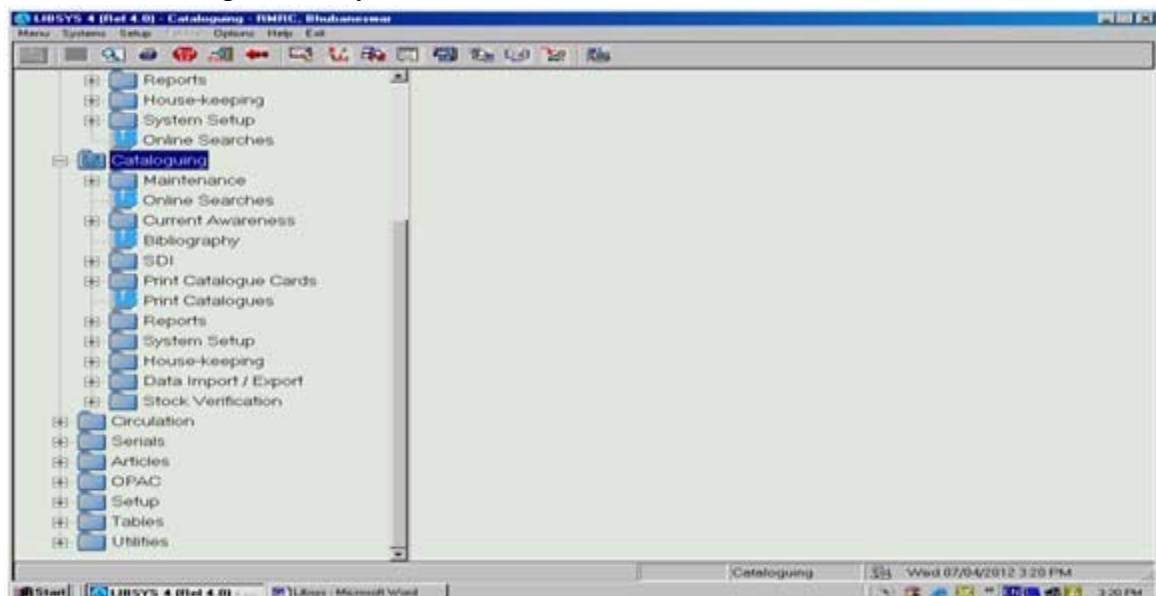 LIBSYS 4 (Rel 4.0) - Cataloguing - RMRC, Bhubaneswar
Menu Systems Setup Options Help Exit
Reports
House-keeping
System Setup
Online Searches
Cataloguing
Maintenance
Online Searches
Current Awareness
Bibliography
SDI
Print Catalogue Cards
Print Catalogues
Reports
System Setup
House-keeping
Data Import / Export
Stock Verification
Circulation
Serials
Articles
OPAC
Setup
Tables
Utilities
Cataloguing Wed 07/04/2012 3:20 PM
Start LIBSYS 4 (Rel 4.0) - Microsoft Word 3:20 PM